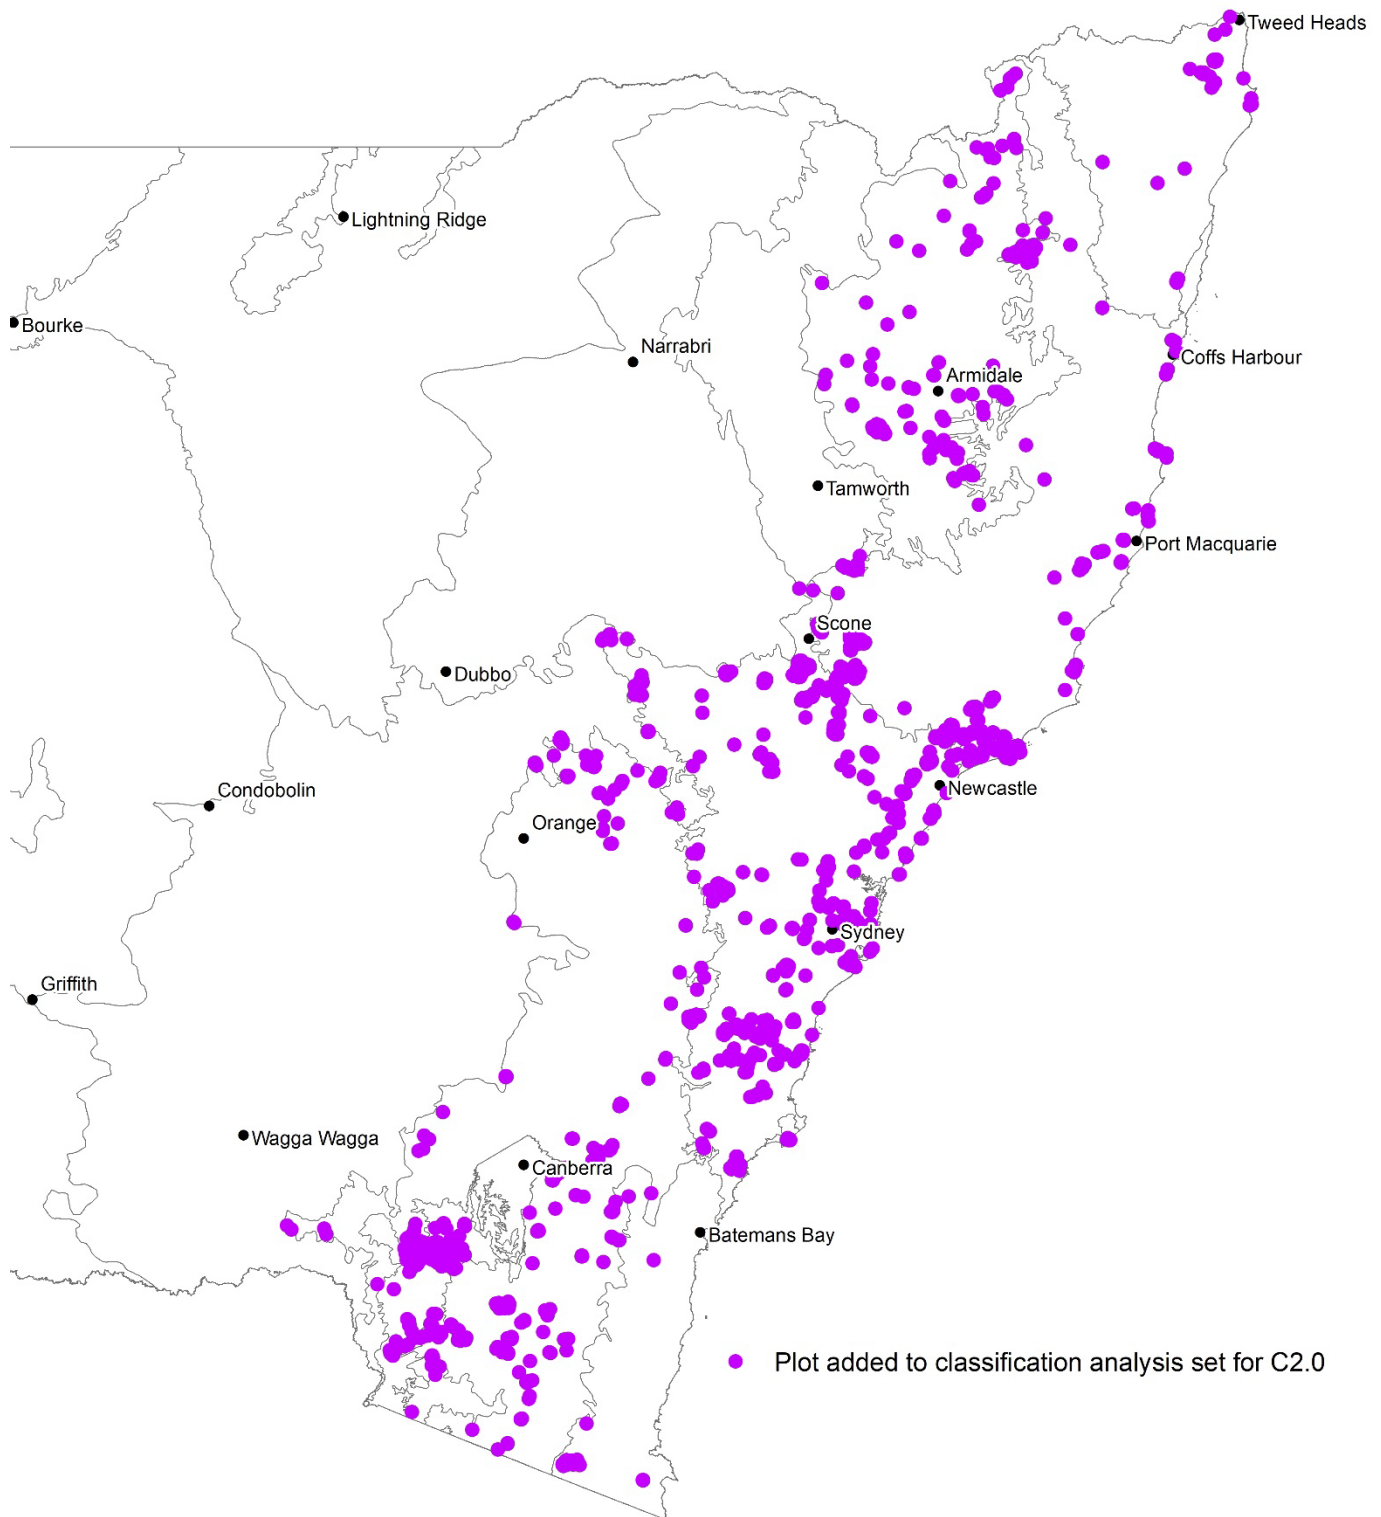 Tweed Heads
Lightning Ridge
Bourke
Narrabri
Coffs Harbour
Armidale
Tamworth
Port Macquarie
Scone
Dubbo
Condobolin
Newcastle
Orange
Sydney
Griffith
Wagga Wagga
Canberra
Batemans Bay
Plot added to classification analysis set for C2.0